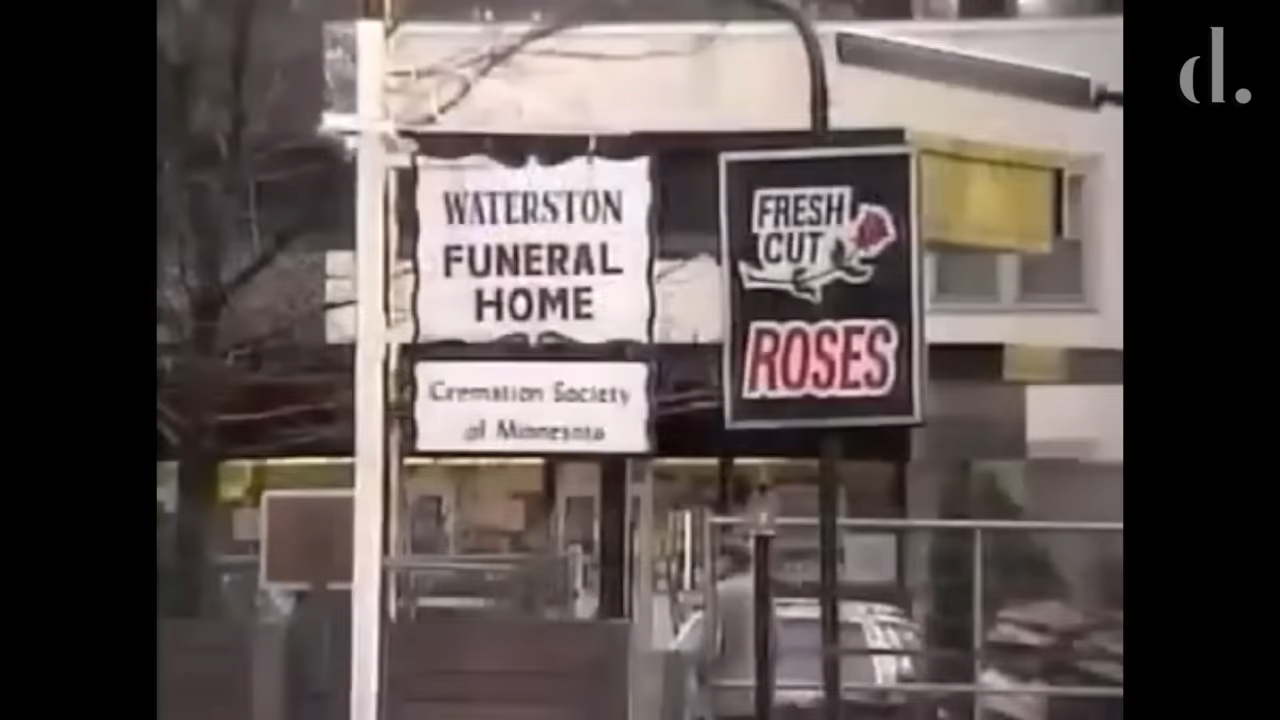 WATERSTON
FUNERAL
HOME
Cremation Society
of Minnesota
FRESH
CUT
ROSES
d.